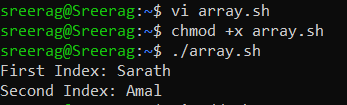 sreerag@Sreerag:~$ vi array.sh
sreerag@Sreerag:~$ chmod +x array.sh
sreerag@Sreerag:~$ ./array.sh
First Index: Sarath
Second Index: Amal